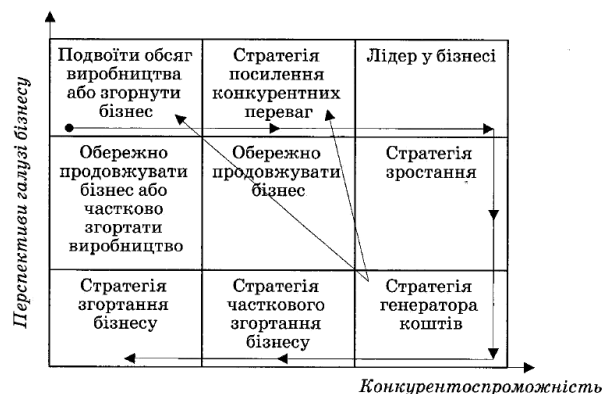 Перспективи галузі бізнесу
Подвоїти обсяг
виробництва
або згорнути
бізнес
Стратегія
посилення
конкурентних
переваг
Лідер у бізнесі
Обережно
продовжувати
бізнес або
частково
згортати
виробництво
Обережно
продовжувати
бізнес
Стратегія
зростання
Стратегія
згортання
бізнесу
Стратегія
часткового
згортання
бізнесу
Стратегія
генератора
коштів
Конкурентоспроможність